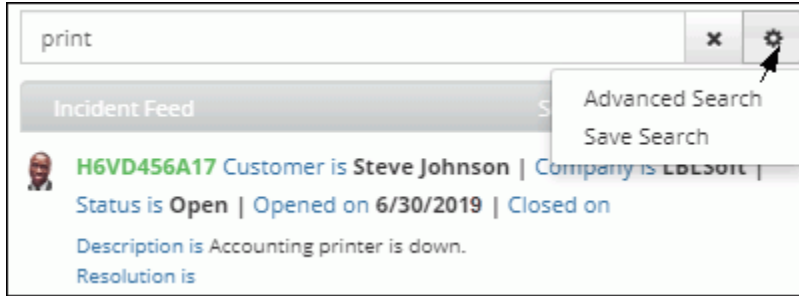 print
Incident Feed S
Advanced Search
Save Search
H6VD456A17 Customer is Steve Johnson | Company is LBLSoft |
Status is Open | Opened on 6/30/2019 | Closed on
Description is Accounting printer is down.
Resolution is